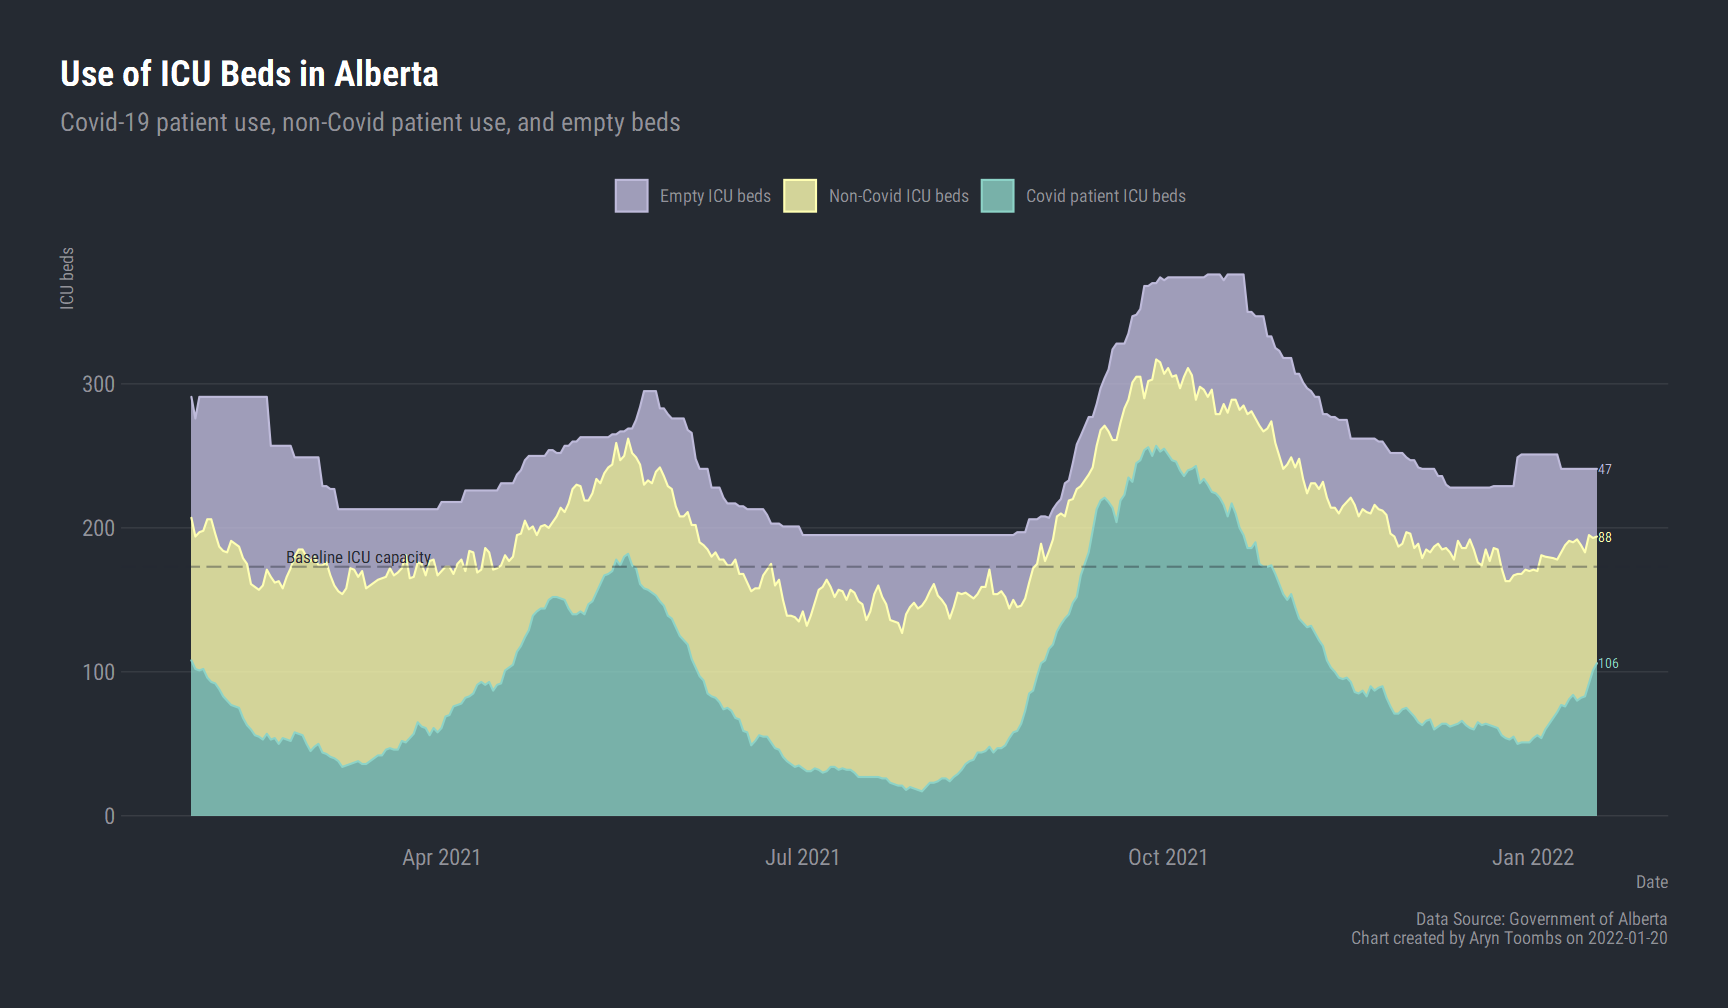 Use of ICU Beds in Alberta
Covid-19 patient use, non-Covid patient use, and empty beds
Empty ICU beds
Non-Covid ICU beds
Covid patient ICU beds
ICU beds
300
200
100
0
Baseline ICU capacity
47
88
106
Apr 2021
Jul 2021
Oct 2021
Jan 2022
Date
Data Source: Government of Alberta
Chart created by Aryn Toombs on 2022-01-20